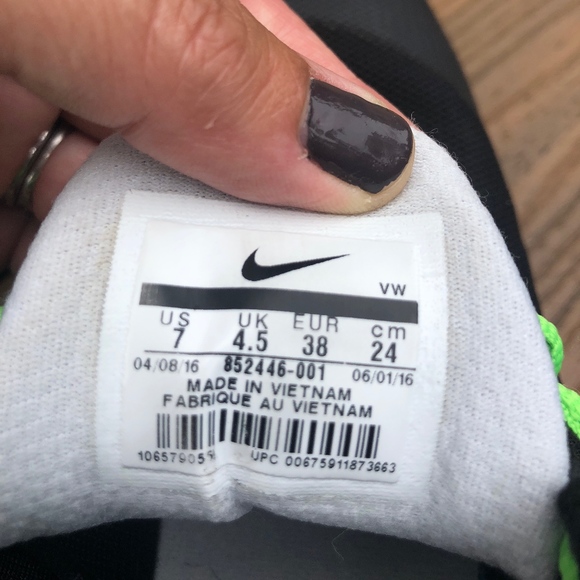 VW
US UK EUR cm
7 4.5 38 24
04/08/16 852446-001 06/01/16
MADE IN VIETNAM
FABRIQUE AU VIETNAM
UPC 00675911873663